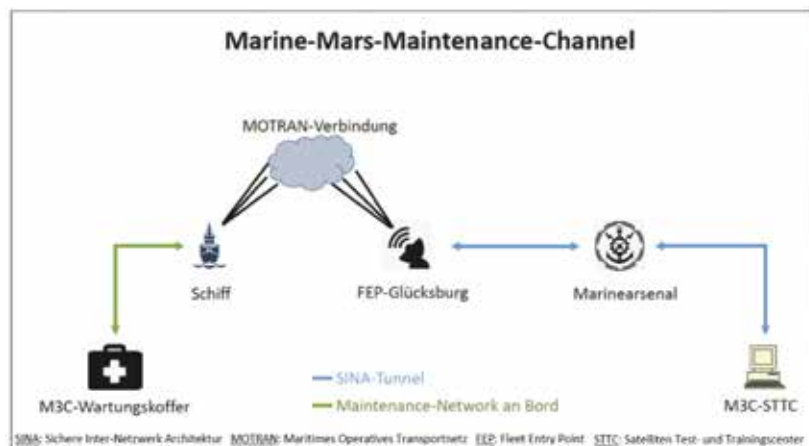 Marine-Mars-Maintenance-Channel
MOTRAN-Verbindung
Schiff
FEP-Glücksburg
Marinearsenal
M3C-Wartungskoffer
SINA-Tunnel
Maintenance-Network an Bord
M3C-STTC
SINA: Sichere Inter-Netzwerk Architektur MOTRAN: Maritimes Operatives Transportnetz FEP: Fleet Entry Point STTC: Satelliten Test- und Trainingscenter